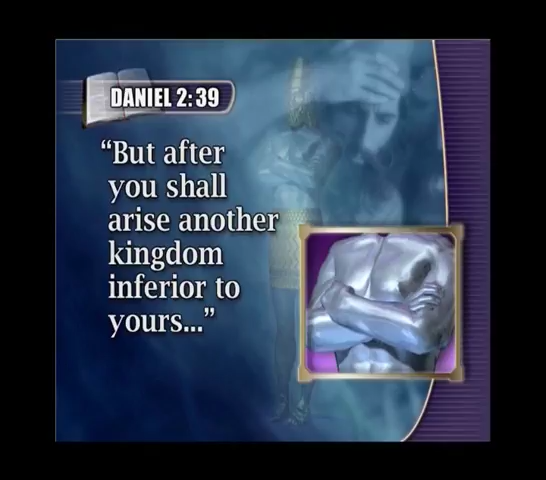 DANIEL 2:39
“But after
you shall
arise another
kingdom
inferior to
yours...”